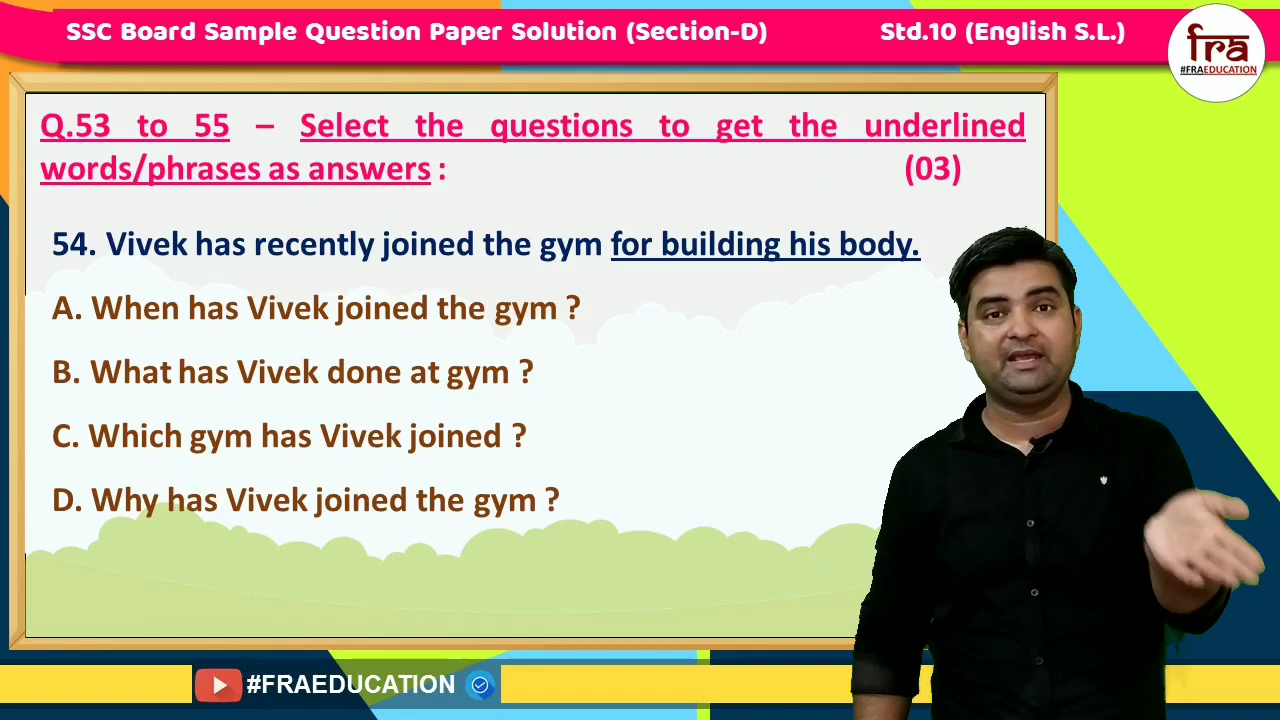 SSC Board Sample Question Paper Solution (Section-D) Std.10 (English S.L.)
fra
#FRAEDUCATION
Q.53 to 55 – Select the questions to get the underlined
words/phrases as answers : (03)
54. Vivek has recently joined the gym for building his body.
A. When has Vivek joined the gym ?
B. What has Vivek done at gym ?
C. Which gym has Vivek joined ?
D. Why has Vivek joined the gym ?
#FRAEDUCATION